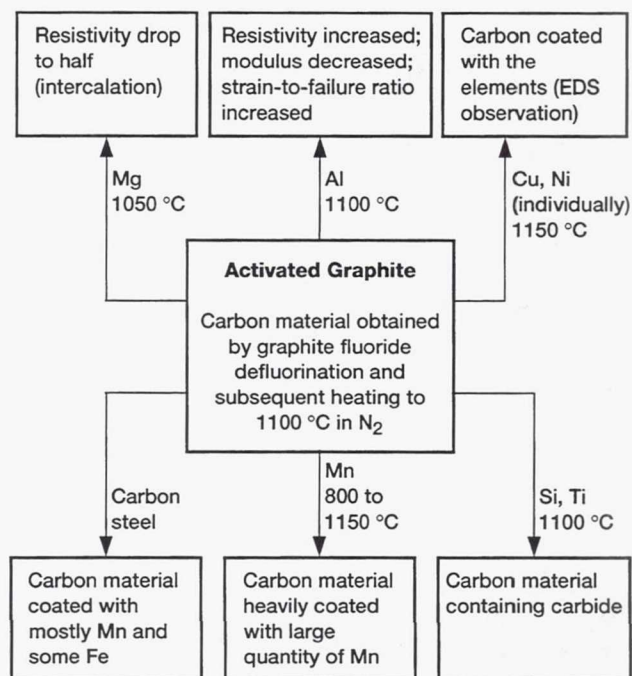 Resistivity drop
to half
(intercalation)
Resistivity increased;
modulus decreased;
strain-to-failure ratio
increased
Carbon coated
with the
elements (EDS
observation)
Mg
1050 °C
Al
1100 °C
Cu, Ni
(individually)
1150 °C
Activated Graphite
Carbon material obtained
by graphite fluoride
defluorination and
subsequent heating to
1100 °C in N2
Carbon
steel
Mn
800 to
1150 °C
Si, Ti
1100 °C
Carbon material
coated with
mostly Mn and
some Fe
Carbon material
heavily coated
with large
quantity of Mn
Carbon material
containing carbide